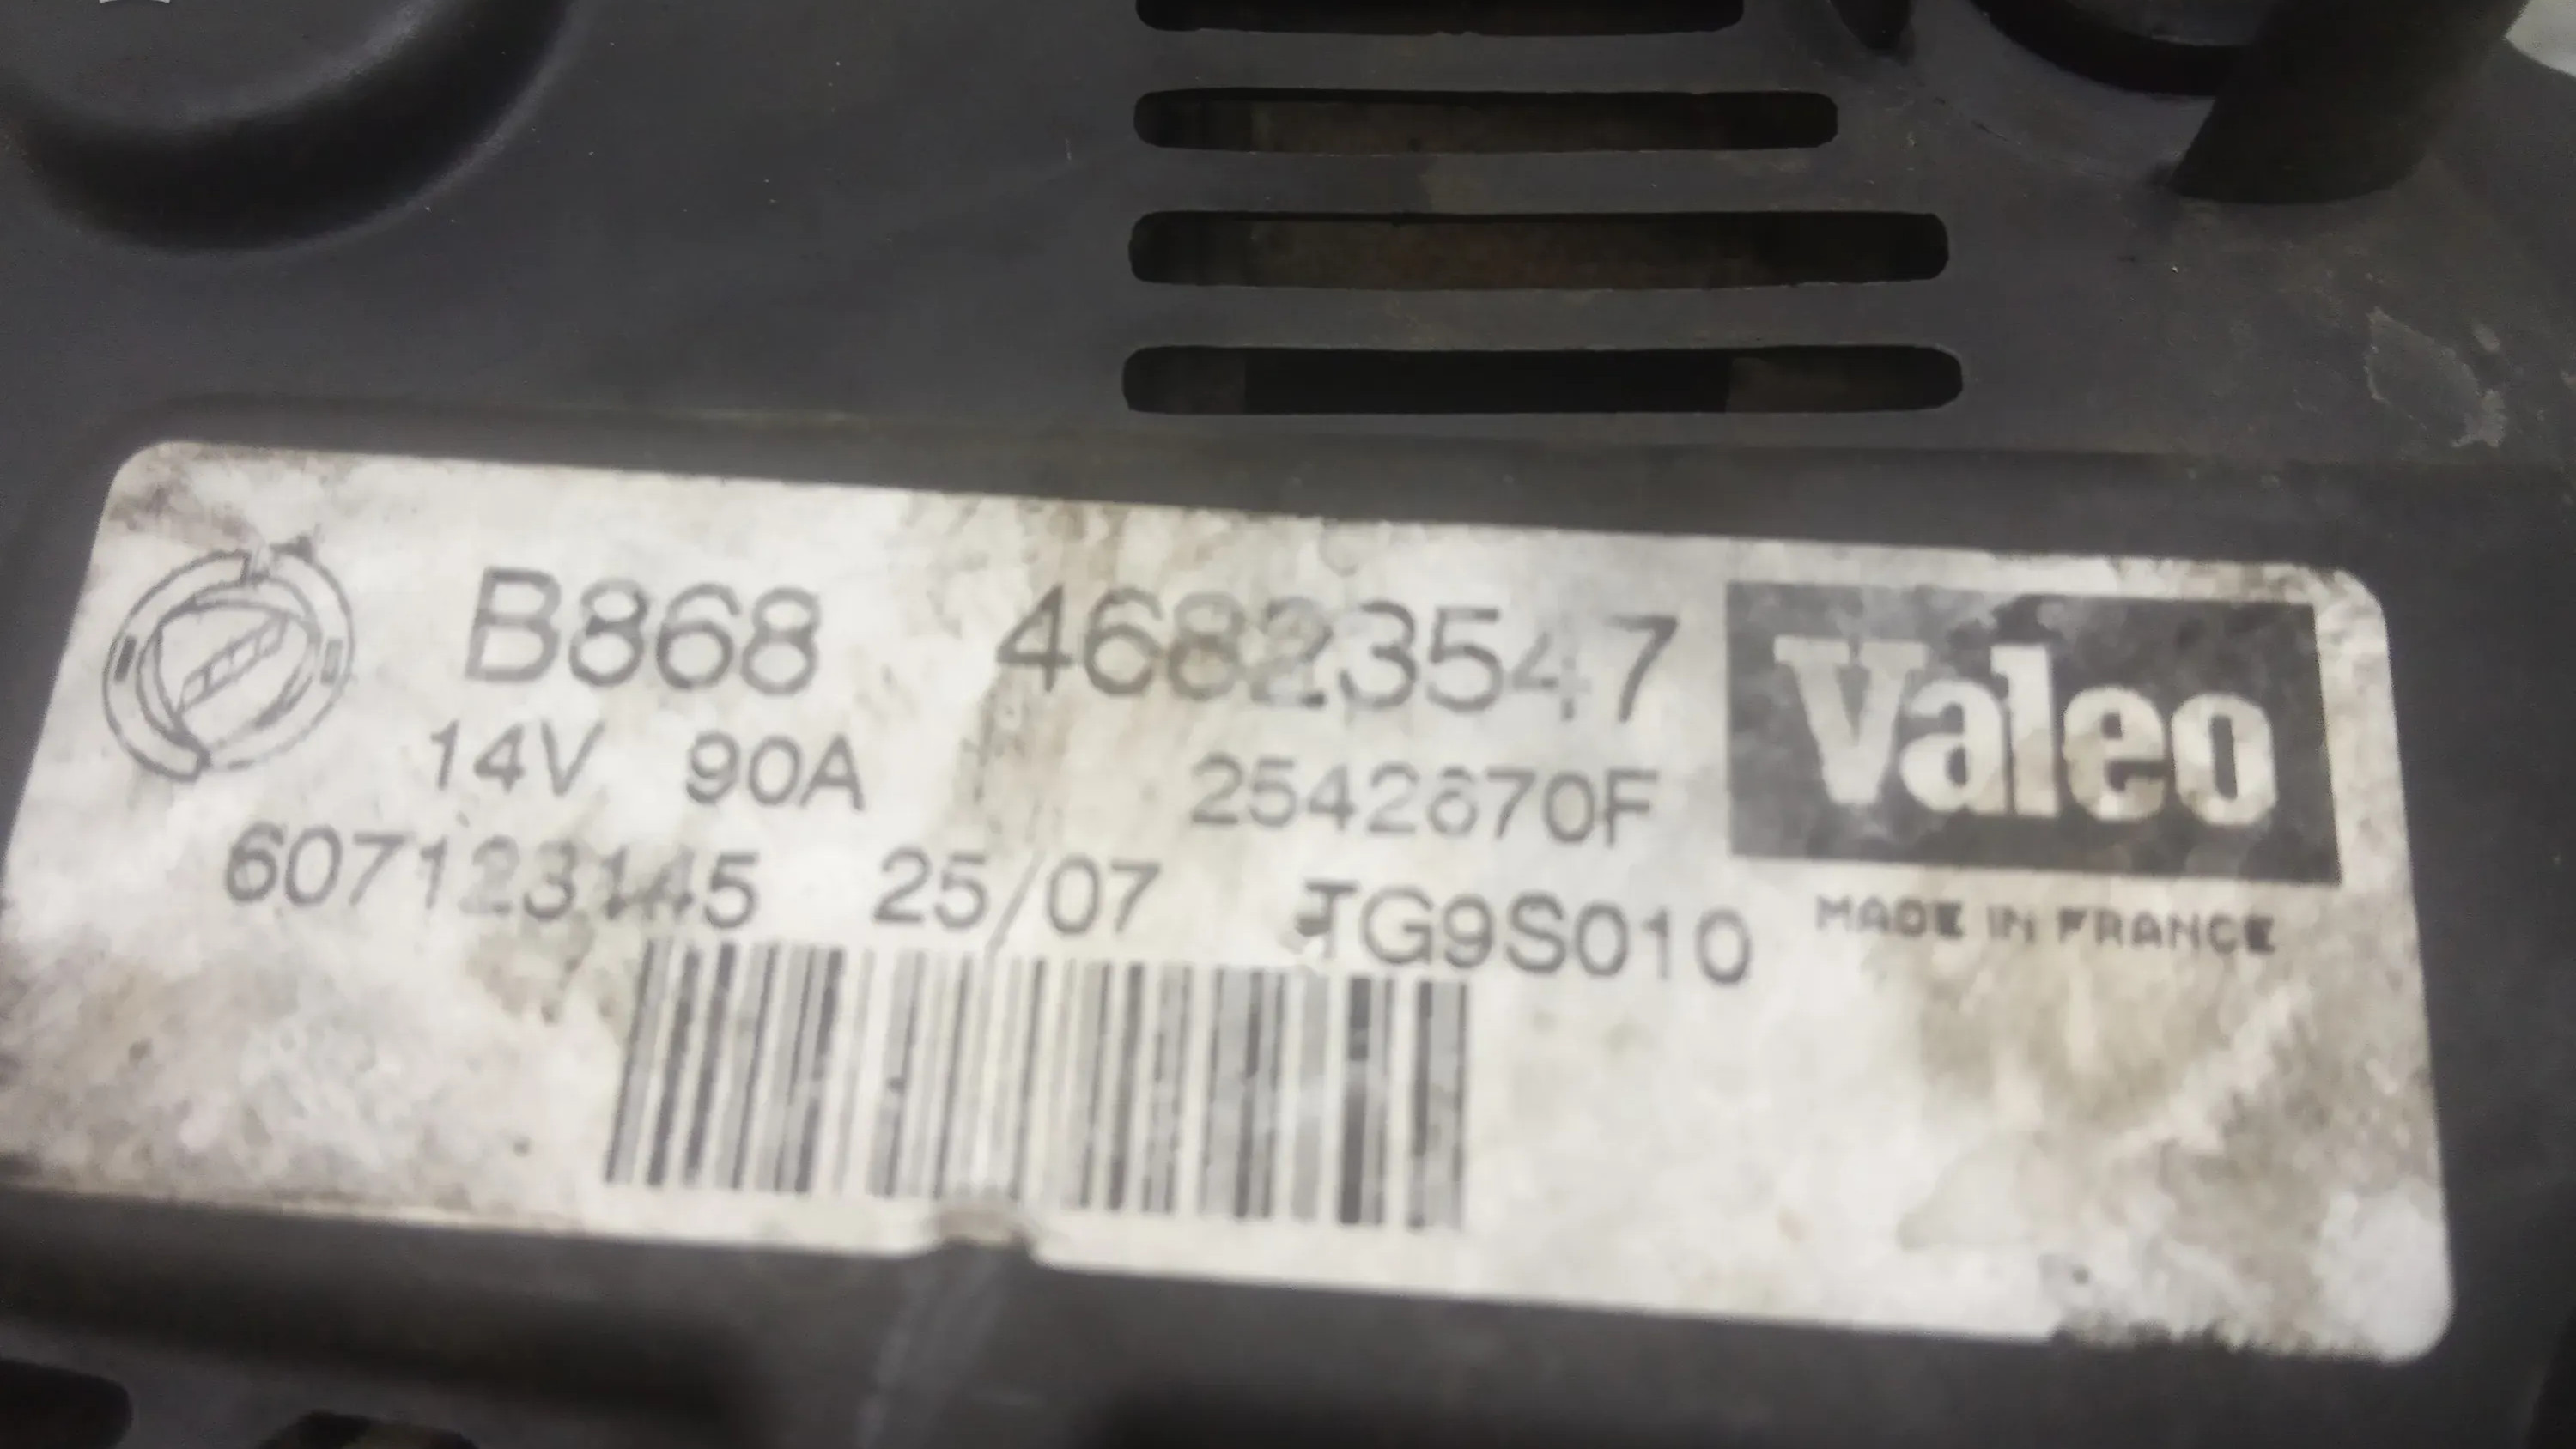 B868 46823547
14V 90A 2542670F
607123145 25/07 TG9S010
Valeo
MADE IN FRANCE